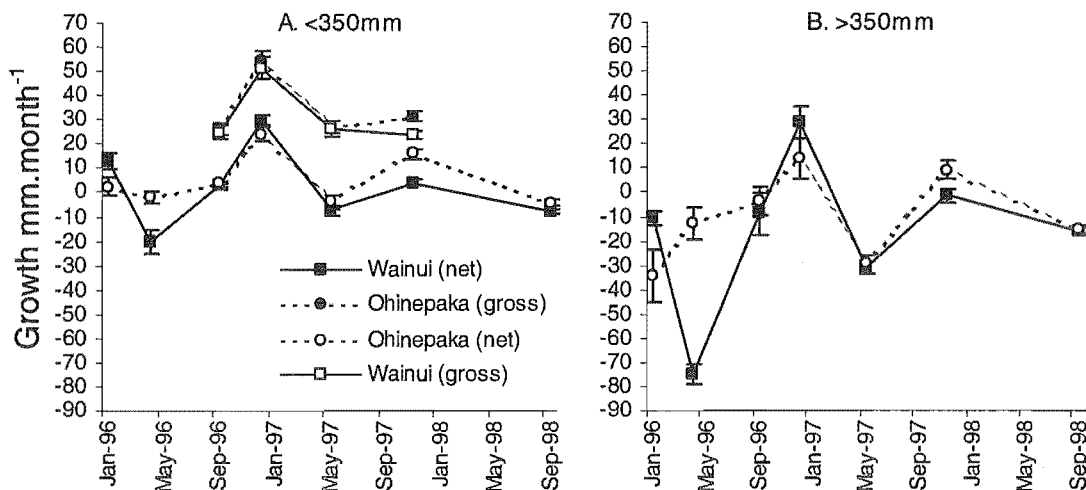 A. <350mm
B. >350mm
Growth mm.month⁻¹
70
60
50
40
30
20
10
0
-10
-20
-30
-40
-50
-60
-70
-80
-90
Wainui (net)
Ohinepaka (gross)
Ohinepaka (net)
Wainui (gross)
Jan-96
May-96
Sep-96
Jan-97
May-97
Sep-97
Jan-98
May-98
Sep-98
70
60
50
40
30
20
10
0
-10
-20
-30
-40
-50
-60
-70
-80
-90
Jan-96
May-96
Sep-96
Jan-97
May-97
Sep-97
Jan-98
May-98
Sep-98